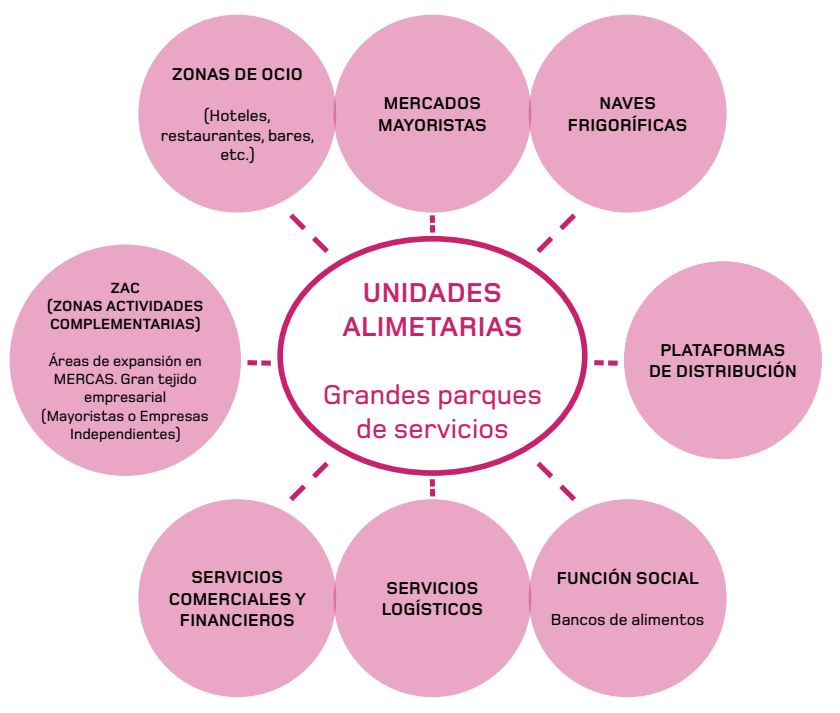 ZONAS DE OCIO
(Hoteles,
restaurantes, bares,
etc.)
MERCADOS
MAYORISTAS
NAVES
FRIGORÍFICAS
ZAC
(ZONAS ACTIVIDADES
COMPLEMENTARIAS)
Áreas de expansión en
MERCAS. Gran tejido
empresarial
(Mayoristas o Empresas
Independientes)
UNIDADES
ALIMETARIAS
Grandes parques
de servicios
PLATAFORMAS
DE DISTRIBUCIÓN
SERVICIOS
COMERCIALES Y
FINANCIEROS
SERVICIOS
LOGÍSTICOS
FUNCIÓN SOCIAL
Bancos de alimentos